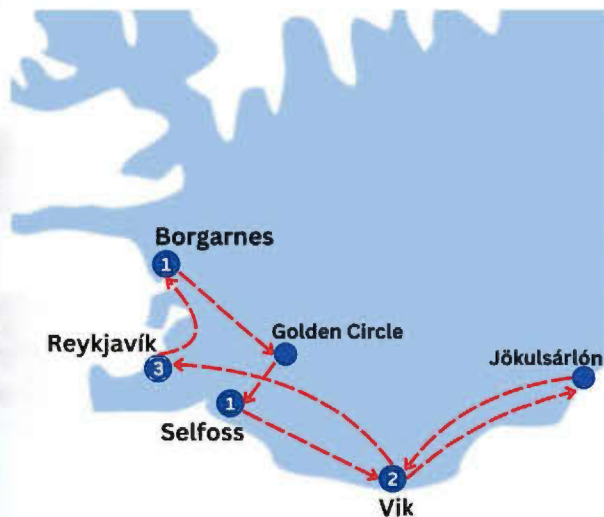 Borgarnes
1
Golden Circle
Reykjavík
3
Jökulsárlón
1
Selfoss
2
Vik